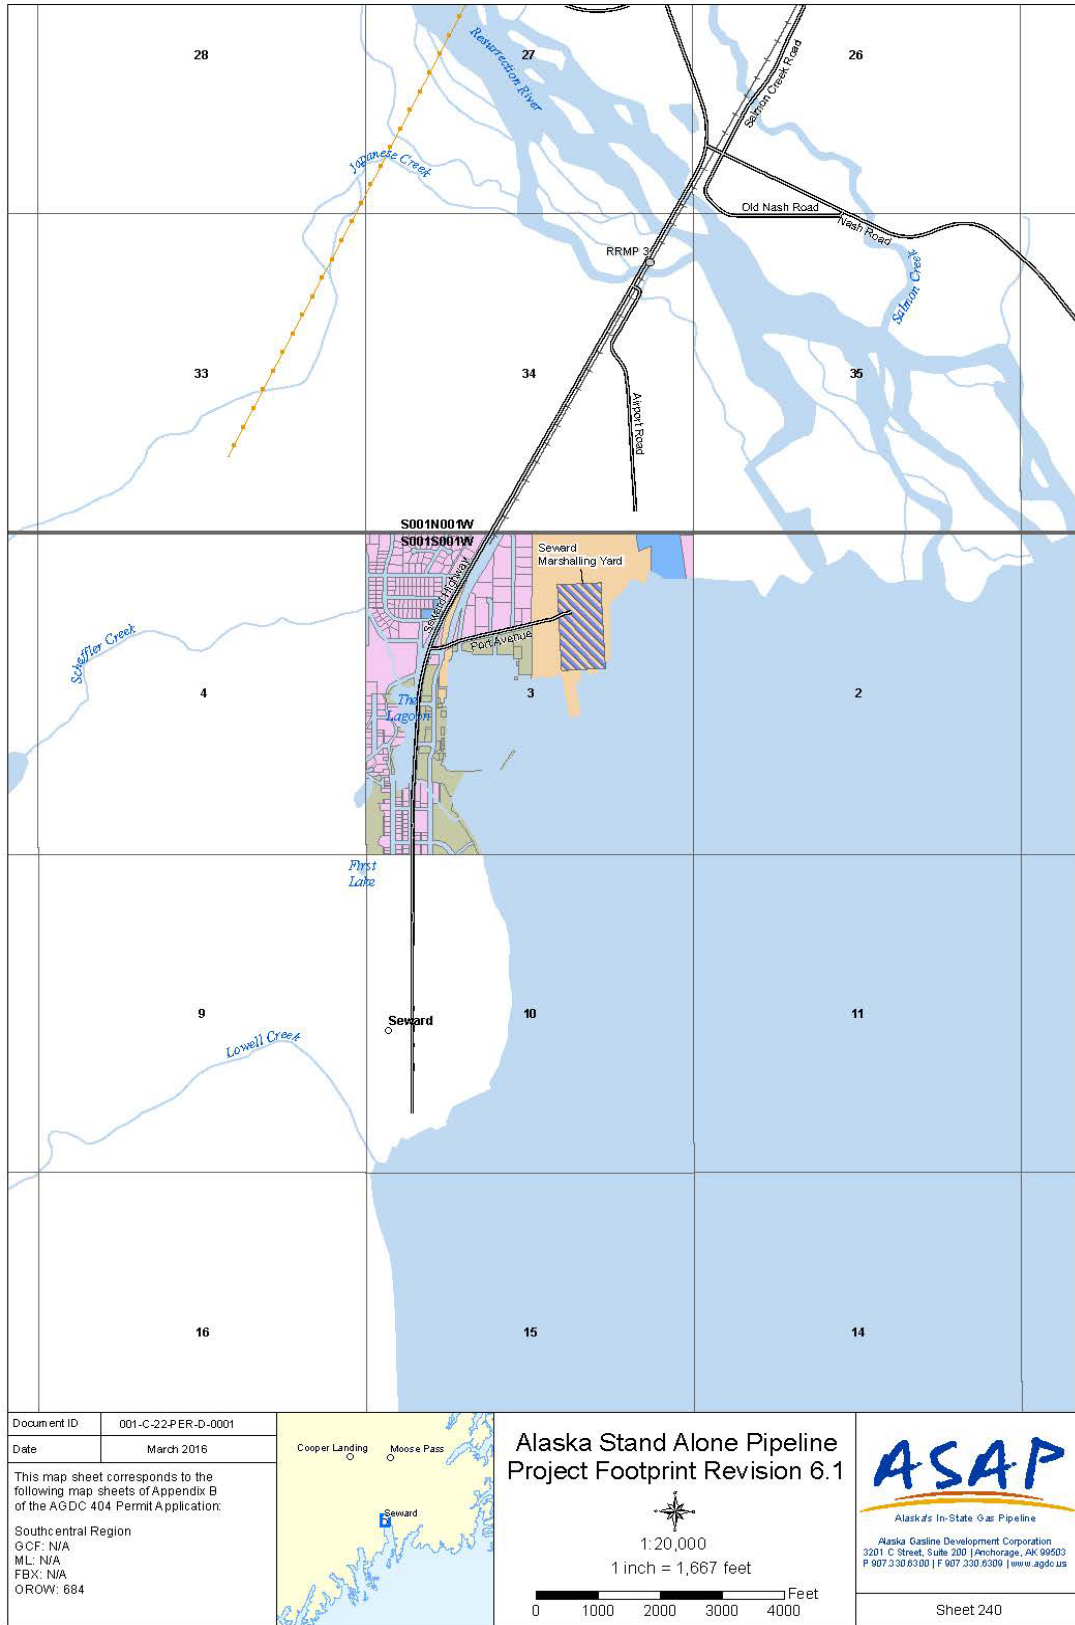 28
27
26
Resurrection River
Salmon Creek Road
Japanese Creek
Old Nash Road
Nash Road
RRMP 3
Salmon Creek
33
34
35
Airport Road
S001N001W
S001S001W
Seward
Marshalling Yard
Seward Highway
Port Avenue
Scheffler Creek
4
The
Lagoon
3
2
First
Lake
9
Seward
10
11
Lowell Creek
16
15
14
Document ID
001-C-22-PER-D-0001
Date
March 2016
This map sheet corresponds to the
following map sheets of Appendix B
of the AGDC 404 Permit Application:
Southcentral Region
GCF: N/A
ML: N/A
FBX: N/A
OROW: 684
Cooper Landing
Moose Pass
Seward
Alaska Stand Alone Pipeline
Project Footprint Revision 6.1
1:20,000
1 inch = 1,667 feet
Feet
0 1000 2000 3000 4000
ASAP
Alaska's In-State Gas Pipeline
Alaska Gasline Development Corporation
3201 C Street, Suite 200 | Anchorage, AK 99503
P 907.330.6300 | F 907.330.6309 | www.agdc.us
Sheet 240